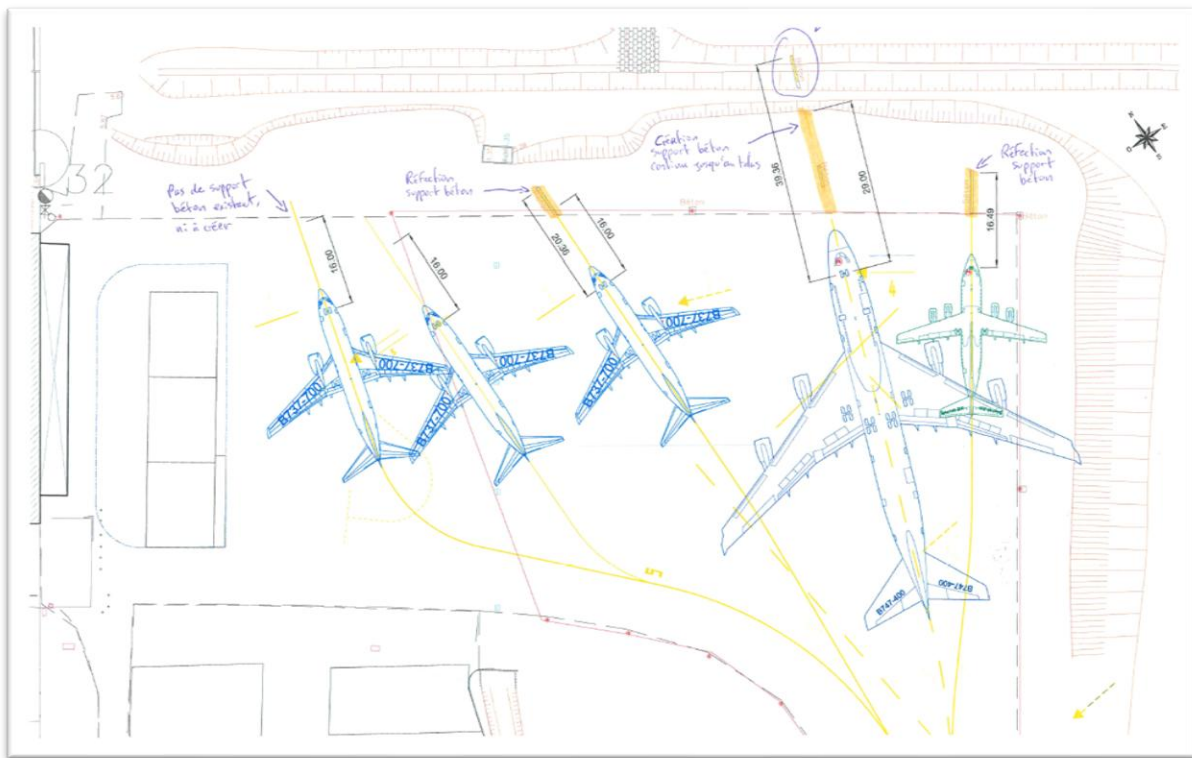 32
Pas de support
béton existant,
ni à créer
Réfection
support béton
Création
support béton
continu jusqu'au talus
Réfection
support
béton
16.00
16.00
20.36
16.00
39.36
29.00
16.49
Béton
Béton
B737-700
B737-700
B737-700
B737-700
B737-700
B737-700
B747-400
B747-400
N
E
S
O